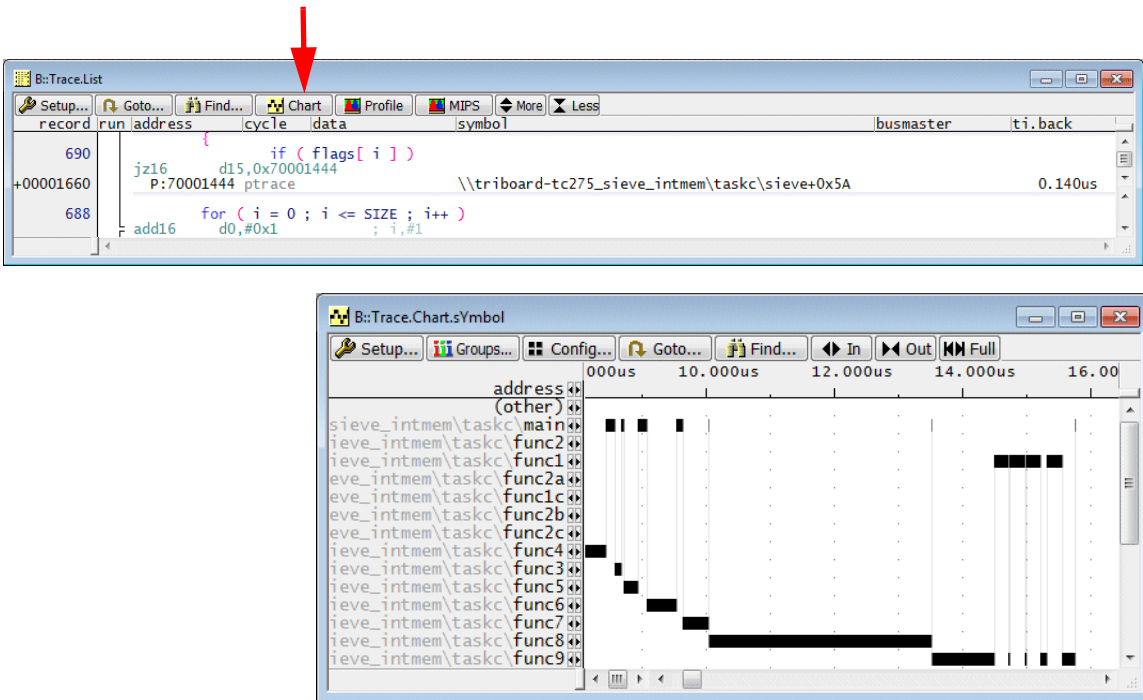 B::Trace.List
Setup... Goto... Find... Chart Profile MIPS More Less
record run address cycle data symbol busmaster ti.back
{
690 if ( flags[ i ] )
jz16 d15,0x70001444
+00001660 P:70001444 ptrace \\triboard-tc275_sieve_intmem\taskc\sieve+0x5A 0.140us
688 for ( i = 0 ; i <= SIZE ; i++ )
add16 d0,#0x1 ; i,#1
B::Trace.Chart.sYmbol
Setup... Groups... Config... Goto... Find... In Out Full
000us 10.000us 12.000us 14.000us 16.00
address
(other)
sieve_intmem\taskc\main
ieve_intmem\taskc\func2
ieve_intmem\taskc\func1
eve_intmem\taskc\func2a
eve_intmem\taskc\func1c
eve_intmem\taskc\func2b
eve_intmem\taskc\func2c
ieve_intmem\taskc\func4
ieve_intmem\taskc\func3
ieve_intmem\taskc\func5
ieve_intmem\taskc\func6
ieve_intmem\taskc\func7
ieve_intmem\taskc\func8
ieve_intmem\taskc\func9